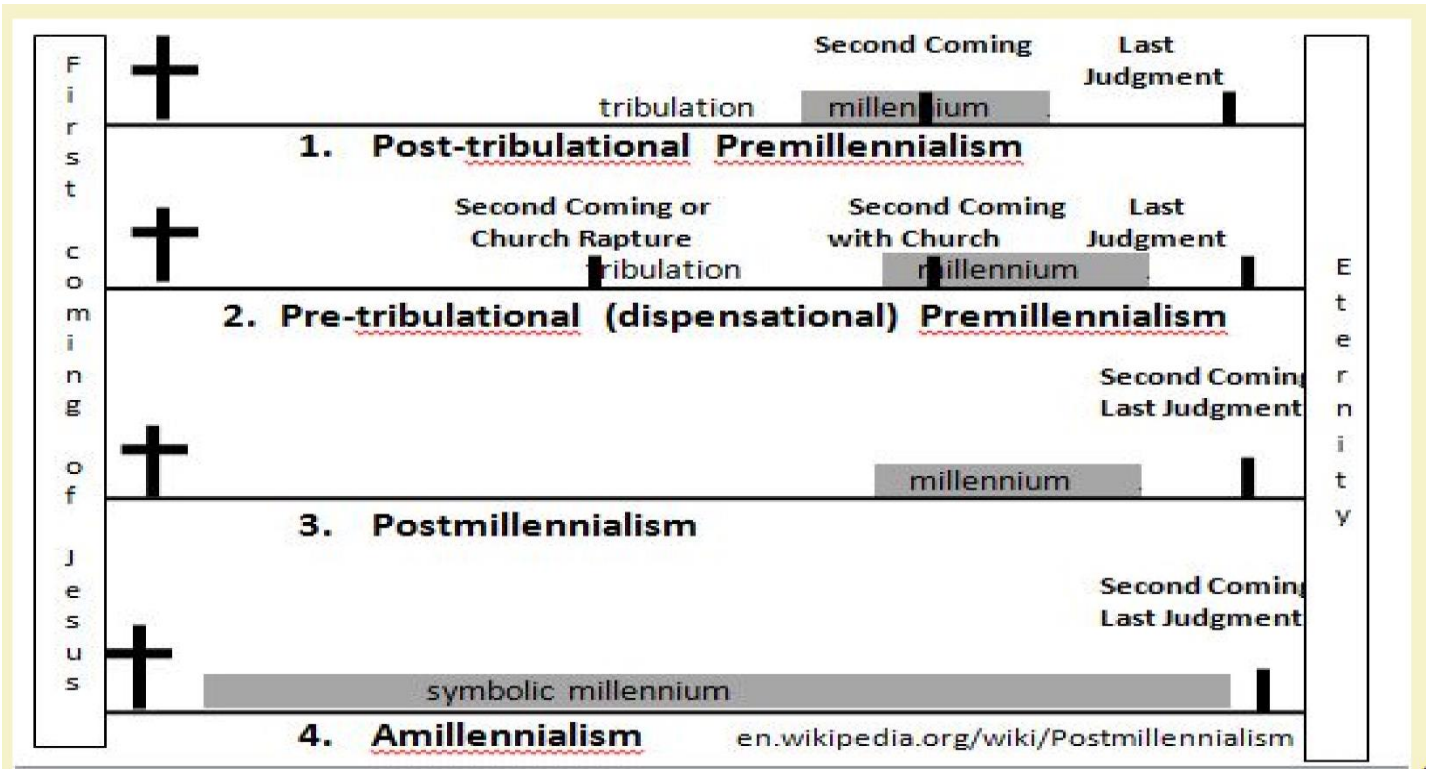 First coming of Jesus
Second Coming Last
Judgment
tribulation millennium
1. Post-tribulational Premillennialism
Second Coming or Second Coming Last
Church Rapture with Church Judgment
tribulation millennium
2. Pre-tribulational (dispensational) Premillennialism
Second Coming
Last Judgment
millennium
3. Postmillennialism
Second Coming
Last Judgment
symbolic millennium
4. Amillennialism en.wikipedia.org/wiki/Postmillennialism
Eternity